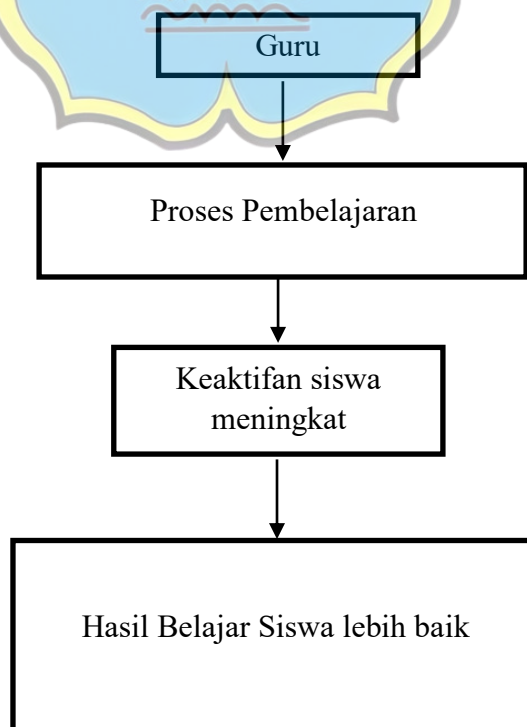 Guru
Proses Pembelajaran
Keaktifan siswa
meningkat
Hasil Belajar Siswa lebih baik